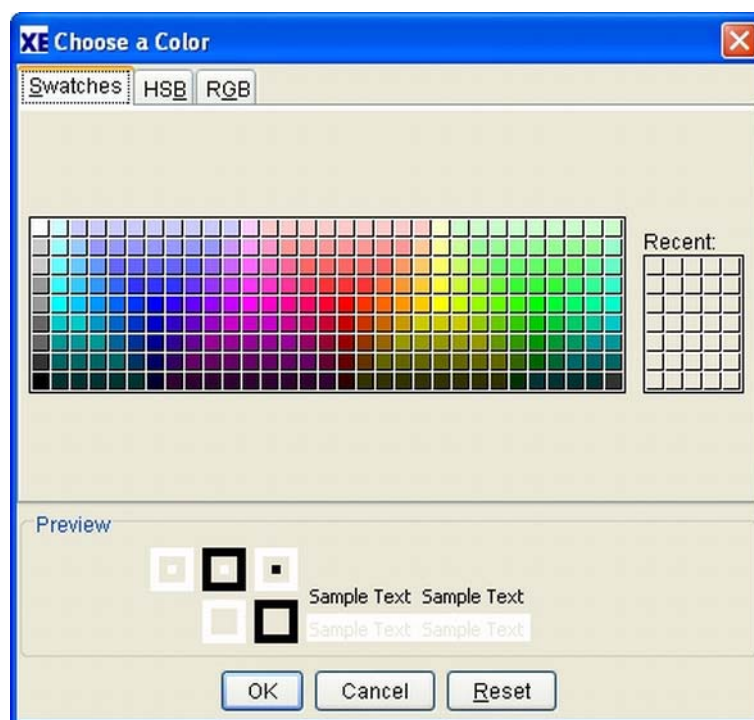 XE Choose a Color
Swatches HSB RGB
Recent:
Preview
Sample Text Sample Text
Sample Text Sample Text
OK Cancel Reset